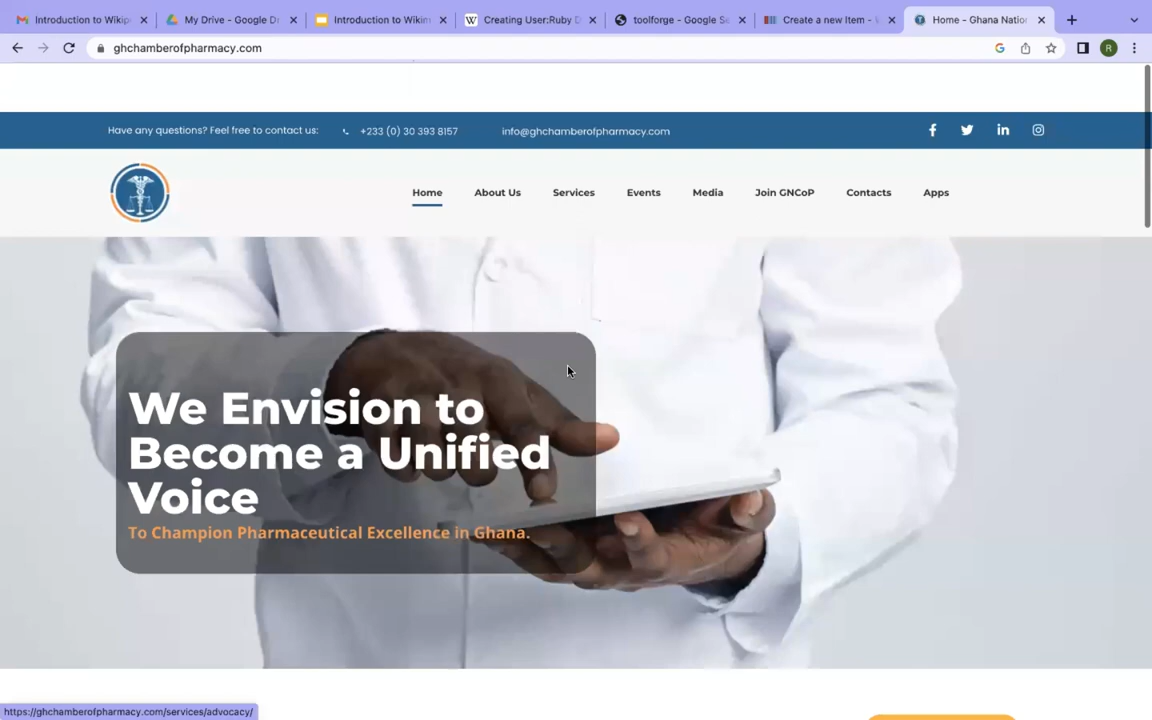 Introduction to Wikip
My Drive - Google Dr
Introduction to Wikim
Creating User:Ruby D
toolforge - Google Se
Create a new Item -
Home - Ghana Nation
ghchamberofpharmacy.com
R
Have any questions? Feel free to contact us:
+233 (0) 30 393 8157
info@ghchamberofpharmacy.com
Home
About Us
Services
Events
Media
Join GNCoP
Contacts
Apps
We Envision to
Become a Unified
Voice
To Champion Pharmaceutical Excellence in Ghana.
https://ghchamberofpharmacy.com/services/advocacy/